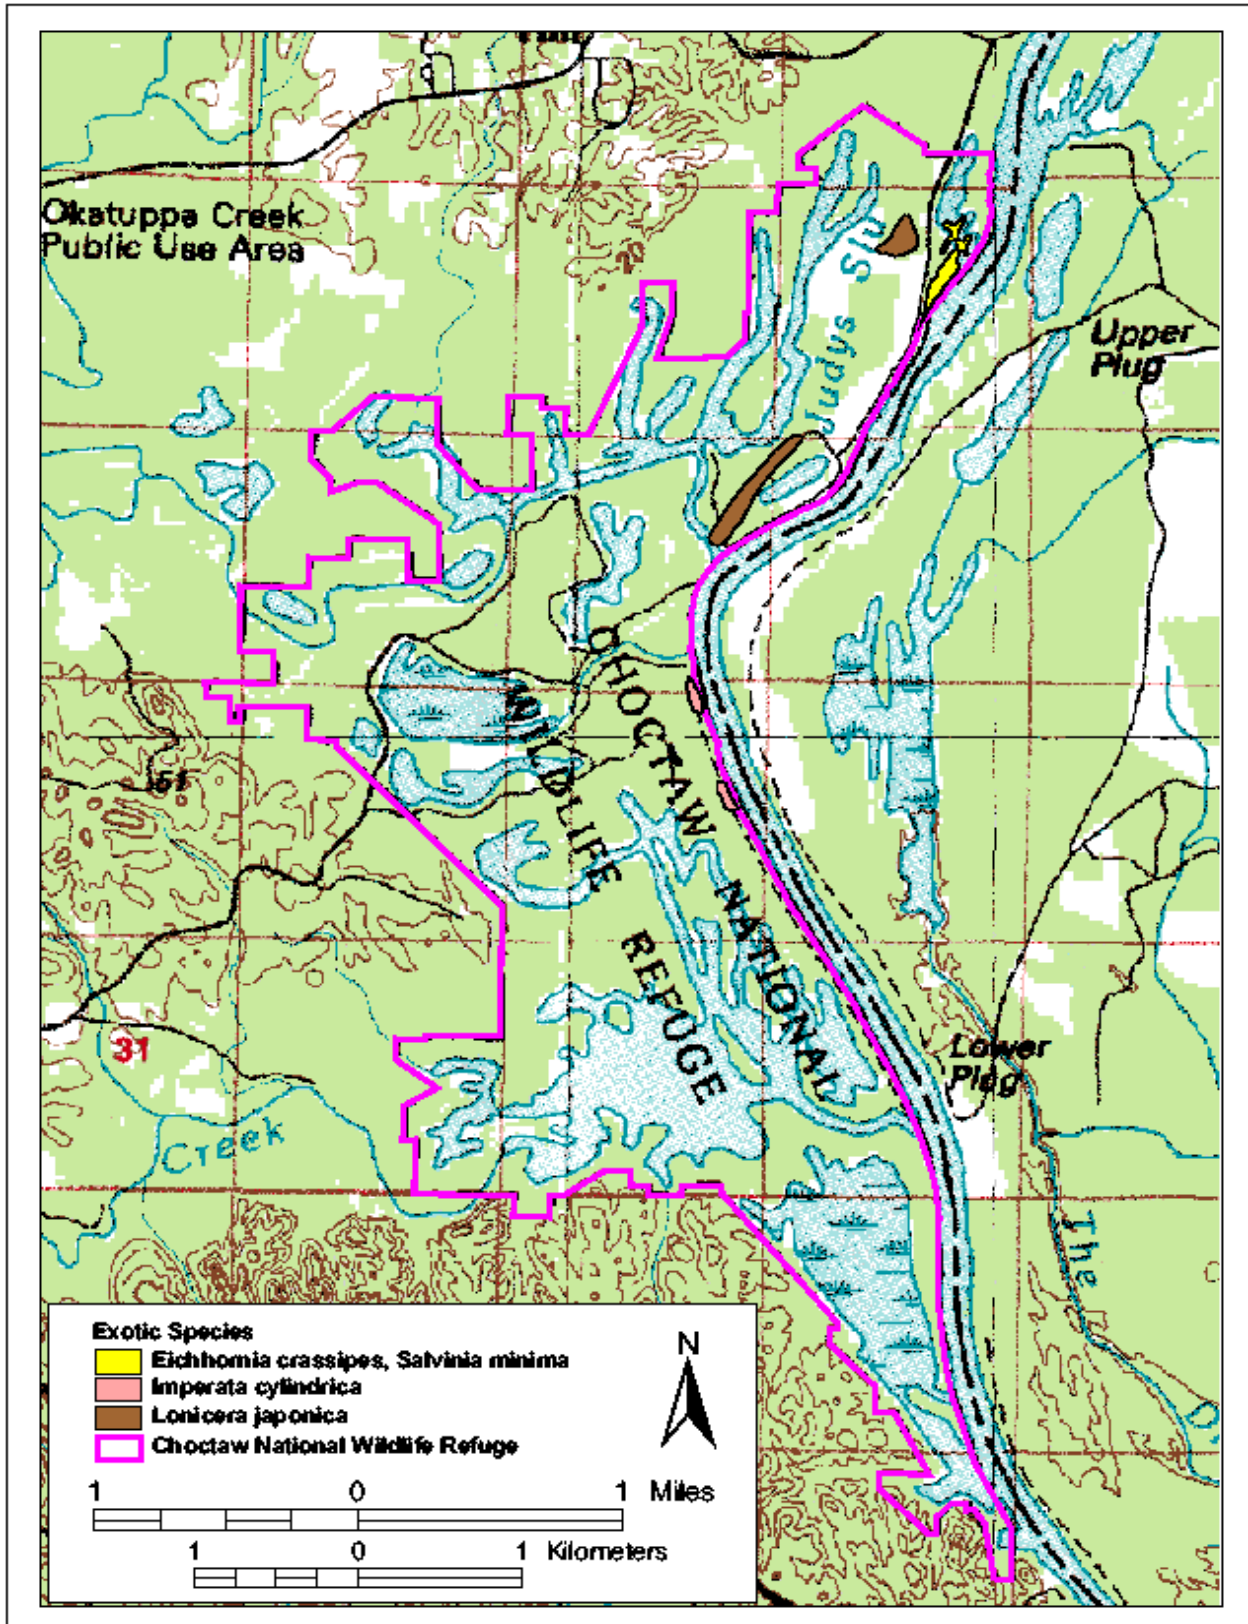 Okatuppa Creek
Public Use Area
20
Judys Slu
Upper
Plug
CHOCTAW NATIONAL
WILDLIFE
REFUGE
31
Creek
Lower
Plug
The
Exotic Species
Eichhornia crassipes, Salvinia minima
Imperata cylindrica
Lonicera japonica
Choctaw National Wildlife Refuge
N
1 0 1 Miles
1 0 1 Kilometers